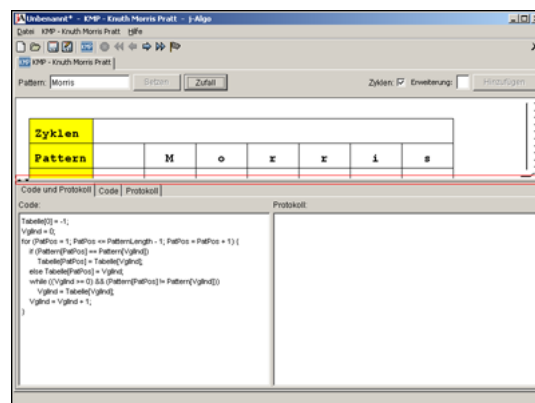 Unbenannt* - KMP - Knuth Morris Pratt - j-Algo
Datei KMP - Knuth Morris Pratt Hilfe
KMP - Knuth Morris Pratt
Pattern: Morris Setzen Zufall Zyklen: Erweiterung: Hinzufügen
Zyklen
Pattern M o r r i s
Code und Protokoll Code Protokoll
Code: Protokoll:
Tabelle[0] = -1;
VglInd = 0;
for (PatPos = 1; PatPos <= PatternLength - 1; PatPos = PatPos + 1) {
if (Pattern[PatPos] == Pattern[VglInd])
Tabelle[PatPos] = Tabelle[VglInd];
else Tabelle[PatPos] = VglInd;
while ((VglInd >= 0) && (Pattern[PatPos] != Pattern[VglInd]))
VglInd = Tabelle[VglInd];
VglInd = VglInd + 1;
}